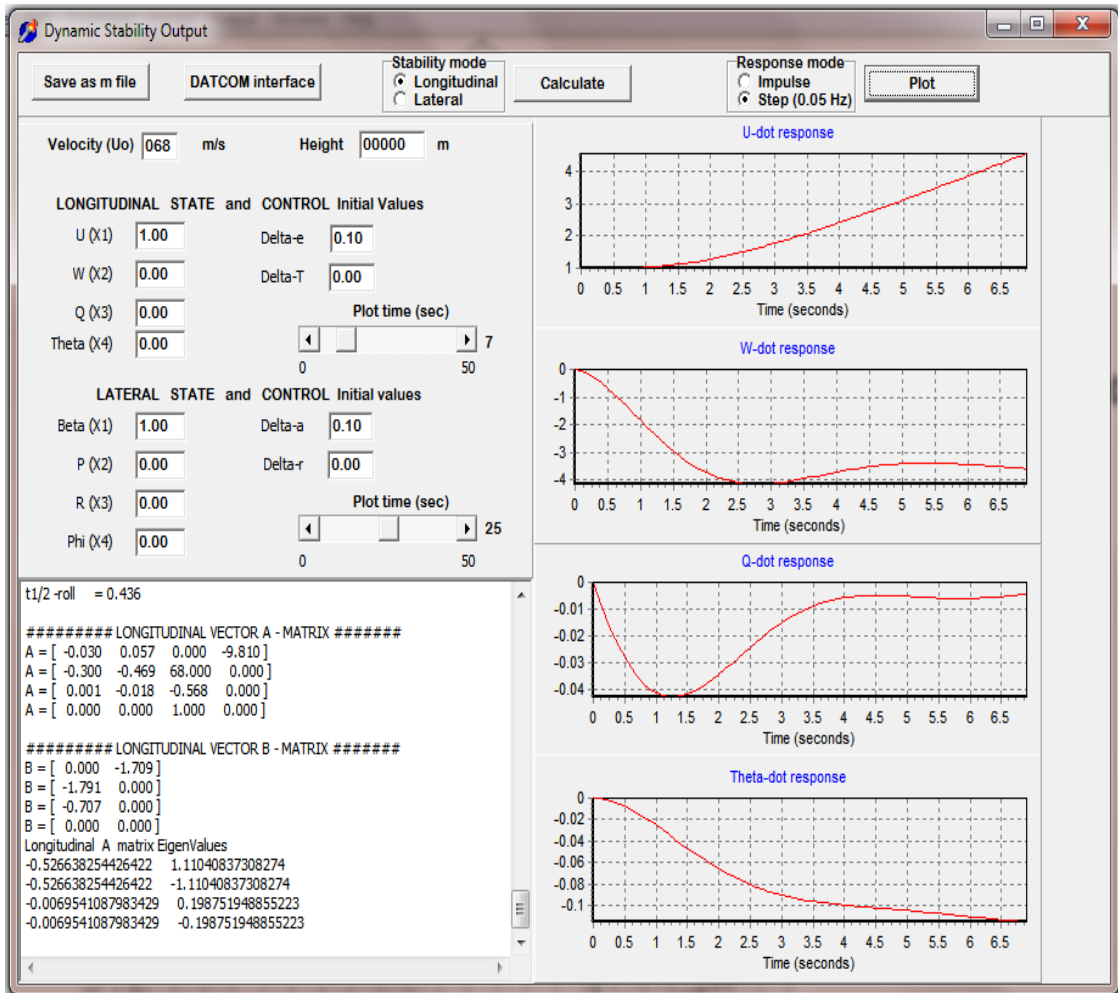 Dynamic Stability Output
Save as m file
DATCOM interface
Stability mode
Longitudinal
Lateral
Calculate
Response mode
Impulse
Step (0.05 Hz)
Plot
Velocity (Uo) 068 m/s Height 00000 m
LONGITUDINAL STATE and CONTROL Initial Values
U (X1) 1.00 Delta-e 0.10
W (X2) 0.00 Delta-T 0.00
Q (X3) 0.00 Plot time (sec)
Theta (X4) 0.00 7
0 50
LATERAL STATE and CONTROL Initial values
Beta (X1) 1.00 Delta-a 0.10
P (X2) 0.00 Delta-r 0.00
R (X3) 0.00 Plot time (sec)
25
Phi (X4) 0.00 0 50
t1/2 -roll = 0.436
######### LONGITUDINAL VECTOR A - MATRIX #######
A = [ -0.030 0.057 0.000 -9.810 ]
A = [ -0.300 -0.469 68.000 0.000 ]
A = [ 0.001 -0.018 -0.568 0.000 ]
A = [ 0.000 0.000 1.000 0.000 ]
######### LONGITUDINAL VECTOR B - MATRIX #######
B = [ 0.000 -1.709 ]
B = [ -1.791 0.000 ]
B = [ -0.707 0.000 ]
B = [ 0.000 0.000 ]
Longitudinal A matrix EigenValues
-0.526638254426422 1.11040837308274
-0.526638254426422 -1.11040837308274
-0.0069541087983429 0.198751948855223
-0.0069541087983429 -0.198751948855223
U-dot response
4
3
2
1
0 0.5 1 1.5 2 2.5 3 3.5 4 4.5 5 5.5 6 6.5
Time (seconds)
W-dot response
0
-1
-2
-3
-4
0 0.5 1 1.5 2 2.5 3 3.5 4 4.5 5 5.5 6 6.5
Time (seconds)
Q-dot response
0
-0.01
-0.02
-0.03
-0.04
0 0.5 1 1.5 2 2.5 3 3.5 4 4.5 5 5.5 6 6.5
Time (seconds)
Theta-dot response
0
-0.02
-0.04
-0.06
-0.08
-0.1
0 0.5 1 1.5 2 2.5 3 3.5 4 4.5 5 5.5 6 6.5
Time (seconds)